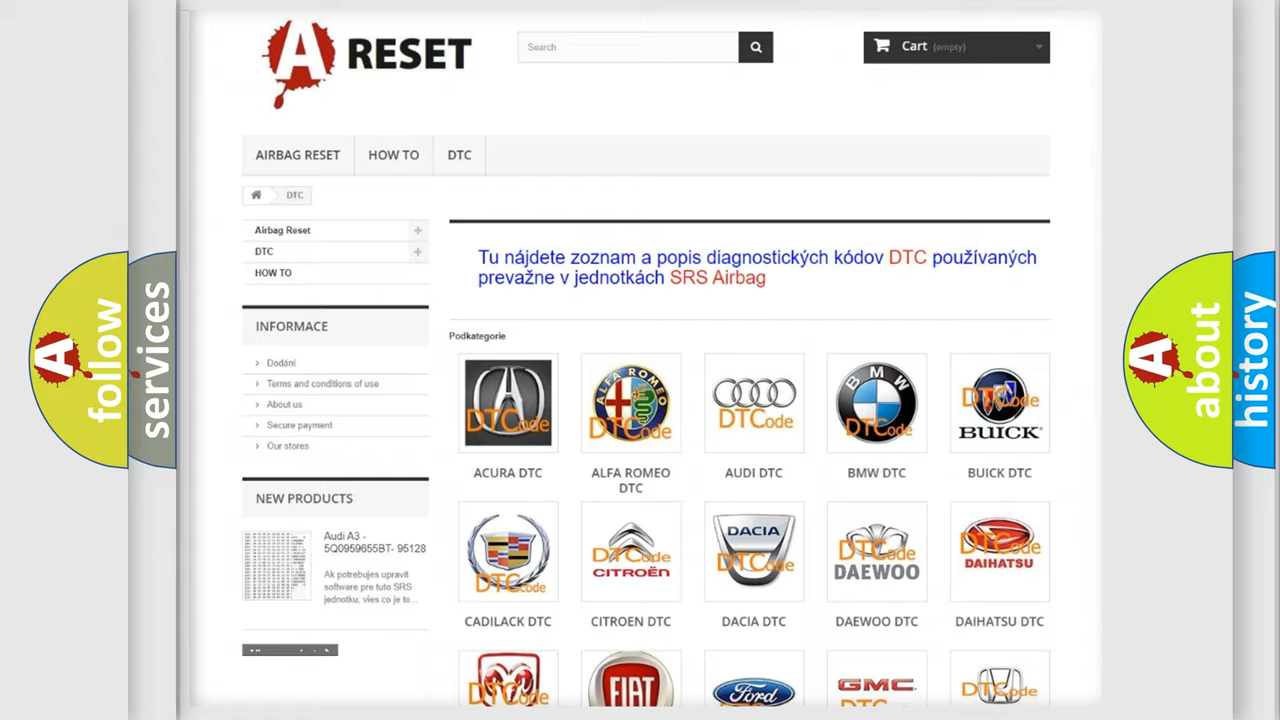 A RESET
Search
Cart (empty)
AIRBAG RESET
HOW TO
DTC
DTC
Airbag Reset
DTC
HOW TO
INFORMACE
Dodání
Terms and conditions of use
About us
Secure payment
Our stores
NEW PRODUCTS
Audi A3 -
5Q0959655BT- 95128
Ak potrebujes upravit
software pre tuto SRS
jednotku, vies co je to...
Tu nájdete zoznam a popis diagnostických kódov DTC používaných
prevažne v jednotkách SRS Airbag
Podkategorie
DTCode
ALFA ROMEO
DTCode
DTCode
BMW
DTCode
DTCode
BUICK
ACURA DTC
ALFA ROMEO
DTC
AUDI DTC
BMW DTC
BUICK DTC
DTCode
DTCode
CITROËN
DACIA
DTCode
DTCode
DAEWOO
DTCode
DAIHATSU
CADILACK DTC
CITROEN DTC
DACIA DTC
DAEWOO DTC
DAIHATSU DTC
DTCode
FIAT
Ford
GMC
DTCode
A follow
services
A about
history